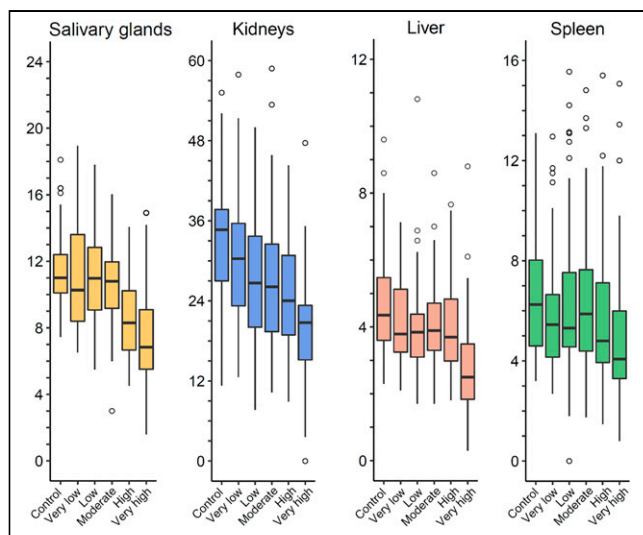 Salivary glands
Kidneys
Liver
Spleen
24
20
16
12
8
4
0
Control
Very low
Low
Moderate
High
Very high
60
48
36
24
12
0
Control
Very low
Low
Moderate
High
Very high
12
8
4
0
Control
Very low
Low
Moderate
High
Very high
16
12
8
4
0
Control
Very low
Low
Moderate
High
Very high